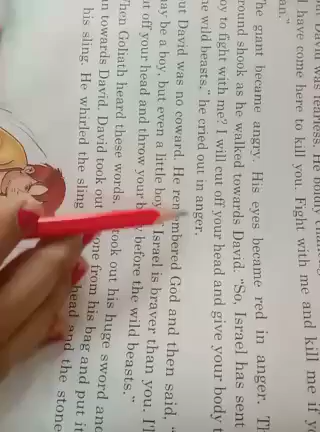 David was fearless. He boldly
I have come here to kill you. Fight with me and kill me if
The giant became angry. His eyes became red in anger.
round shook as he walked towards David. "So, Israel has sent
oy to fight with me? I will cut off your head and give your body
wild beasts," he cried out in anger.
ut David was no coward. He remembered God and then said, "
ay be a boy, but even a little boy Israel is braver than you. I'l
ut off your head and throw your before the wild beasts."
hen Goliath heard these words, took out his huge sword and
n towards David. David took out one from his bag and put it
his sling. He whirled the sling head and the stone